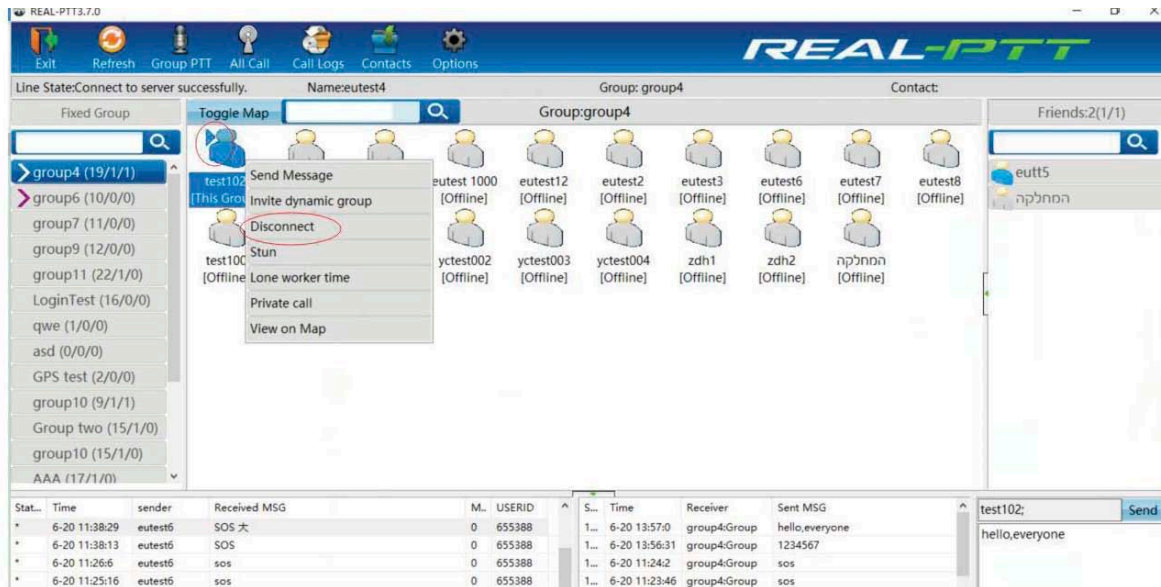 REAL-PTT3.7.0
Exit Refresh Group PTT All Call Call Logs Contacts Options
REAL-PTT
Line State:Connect to server successfully. Name:eutest4 Group: group4 Contact:
Fixed Group Toggle Map Group:group4 Friends:2(1/1)
group4 (19/1/1)
group6 (10/0/0)
group7 (11/0/0)
group9 (12/0/0)
group11 (22/1/0)
LoginTest (16/0/0)
qwe (1/0/0)
asd (0/0/0)
GPS test (2/0/0)
group10 (9/1/1)
Group two (15/1/0)
group10 (15/1/0)
AAA (17/1/0)
test102 eutest 1000 eutest12 eutest2 eutest3 eutest6 eutest7 eutest8
[This Grou [Offline] [Offline] [Offline] [Offline] [Offline] [Offline] [Offline]
test100 yctest002 yctest003 yctest004 zdh1 zdh2 המחלקה
[Offline [Offline] [Offline] [Offline] [Offline] [Offline] [Offline]
Send Message
Invite dynamic group
Disconnect
Stun
Lone worker time
Private call
View on Map
eutt5
המחלקה
Stat... Time sender Received MSG M.. USERID
* 6-20 11:38:29 eutest6 SOS 大 0 655388
* 6-20 11:38:13 eutest6 SOS 0 655388
* 6-20 11:26:6 eutest6 sos 0 655388
* 6-20 11:25:16 eutest6 sos 0 655388
S... Time Receiver Sent MSG
1... 6-20 13:57:0 group4:Group hello,everyone
1... 6-20 13:56:31 group4:Group 1234567
1... 6-20 11:24:2 group4:Group sos
1... 6-20 11:23:46 group4:Group sos
test102; Send
hello,everyone